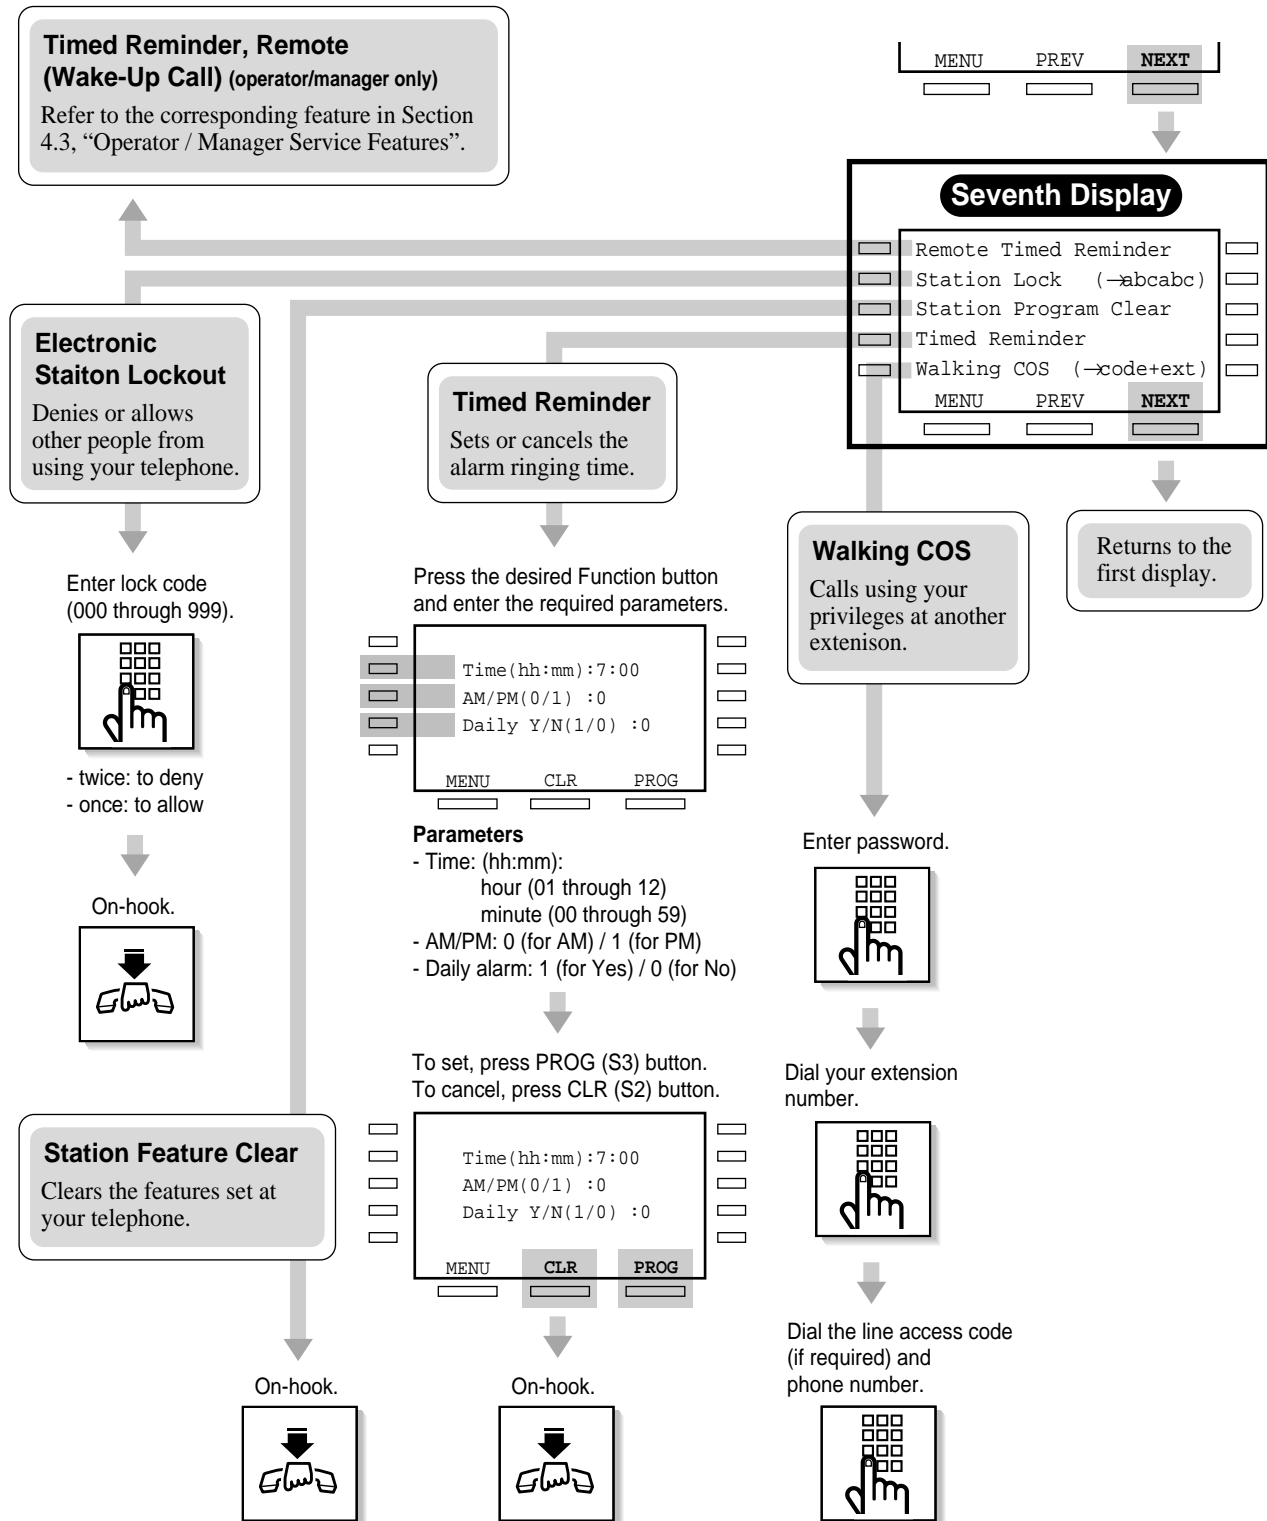 Timed Reminder, Remote
(Wake-Up Call) (operator/manager only)
Refer to the corresponding feature in Section
4.3, “Operator / Manager Service Features”.
MENU PREV NEXT
Seventh Display
Remote Timed Reminder
Station Lock (→abcabc)
Station Program Clear
Timed Reminder
Walking COS (→code+ext)
MENU PREV NEXT
Returns to the
first display.
Electronic
Staiton Lockout
Denies or allows
other people from
using your telephone.
Enter lock code
(000 through 999).
- twice: to deny
- once: to allow
On-hook.
Station Feature Clear
Clears the features set at
your telephone.
On-hook.
Timed Reminder
Sets or cancels the
alarm ringing time.
Press the desired Function button
and enter the required parameters.
Time(hh:mm):7:00
AM/PM(0/1) :0
Daily Y/N(1/0) :0
MENU CLR PROG
Parameters
- Time: (hh:mm):
hour (01 through 12)
minute (00 through 59)
- AM/PM: 0 (for AM) / 1 (for PM)
- Daily alarm: 1 (for Yes) / 0 (for No)
To set, press PROG (S3) button.
To cancel, press CLR (S2) button.
Time(hh:mm):7:00
AM/PM(0/1) :0
Daily Y/N(1/0) :0
MENU CLR PROG
On-hook.
Walking COS
Calls using your
privileges at another
extenison.
Enter password.
Dial your extension
number.
Dial the line access code
(if required) and
phone number.